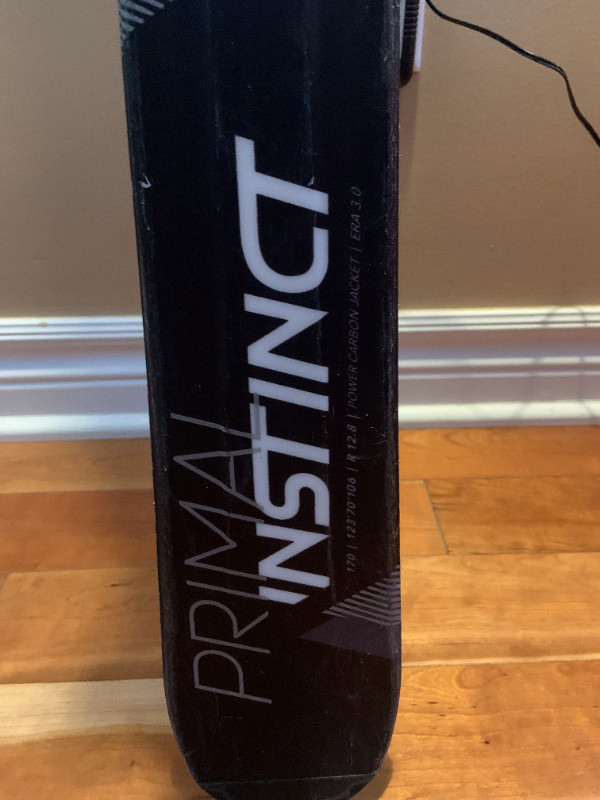 PRIMAL
INSTINCT
170 | 123'70'106 | R 12.8 | POWER CARBON JACKET | ERA 3.0